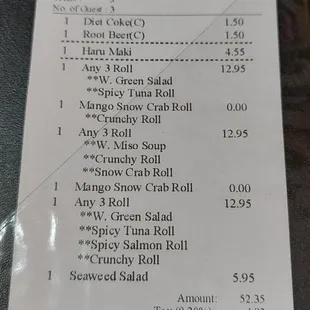 No. of Guest : 3
1 Diet Coke(C) 1.50
1 Root Beer(C) 1.50
1 Haru Maki 4.55
1 Any 3 Roll 12.95
**W. Green Salad
**Spicy Tuna Roll
1 Mango Snow Crab Roll 0.00
**Crunchy Roll
1 Any 3 Roll 12.95
**W. Miso Soup
**Crunchy Roll
**Snow Crab Roll
1 Mango Snow Crab Roll 0.00
1 Any 3 Roll 12.95
**W. Green Salad
**Spicy Tuna Roll
**Spicy Salmon Roll
**Crunchy Roll
1 Seaweed Salad 5.95
Amount: 52.35